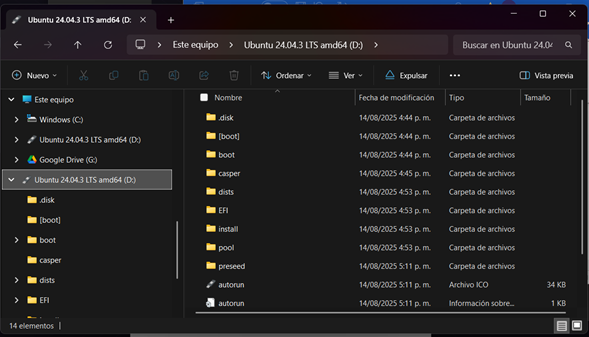 Ubuntu 24.04.3 LTS amd64 (D:)
Este equipo > Ubuntu 24.04.3 LTS amd64 (D:) >
Buscar en Ubuntu 24.04
Nuevo
Ordenar
Ver
Expulsar
Vista previa
Este equipo
Windows (C:)
Ubuntu 24.04.3 LTS amd64 (D:)
Google Drive (G:)
Ubuntu 24.04.3 LTS amd64 (D:)
.disk
[boot]
boot
casper
dists
EFI
Nombre Fecha de modificación Tipo Tamaño
.disk 14/08/2025 4:44 p. m. Carpeta de archivos
[boot] 14/08/2025 4:44 p. m. Carpeta de archivos
boot 14/08/2025 4:44 p. m. Carpeta de archivos
casper 14/08/2025 4:45 p. m. Carpeta de archivos
dists 14/08/2025 4:53 p. m. Carpeta de archivos
EFI 14/08/2025 4:53 p. m. Carpeta de archivos
install 14/08/2025 4:53 p. m. Carpeta de archivos
pool 14/08/2025 4:53 p. m. Carpeta de archivos
preseed 14/08/2025 5:11 p. m. Carpeta de archivos
autorun 14/08/2025 5:11 p. m. Archivo ICO 34 KB
autorun 14/08/2025 5:11 p. m. Información sobre... 1 KB
14 elementos